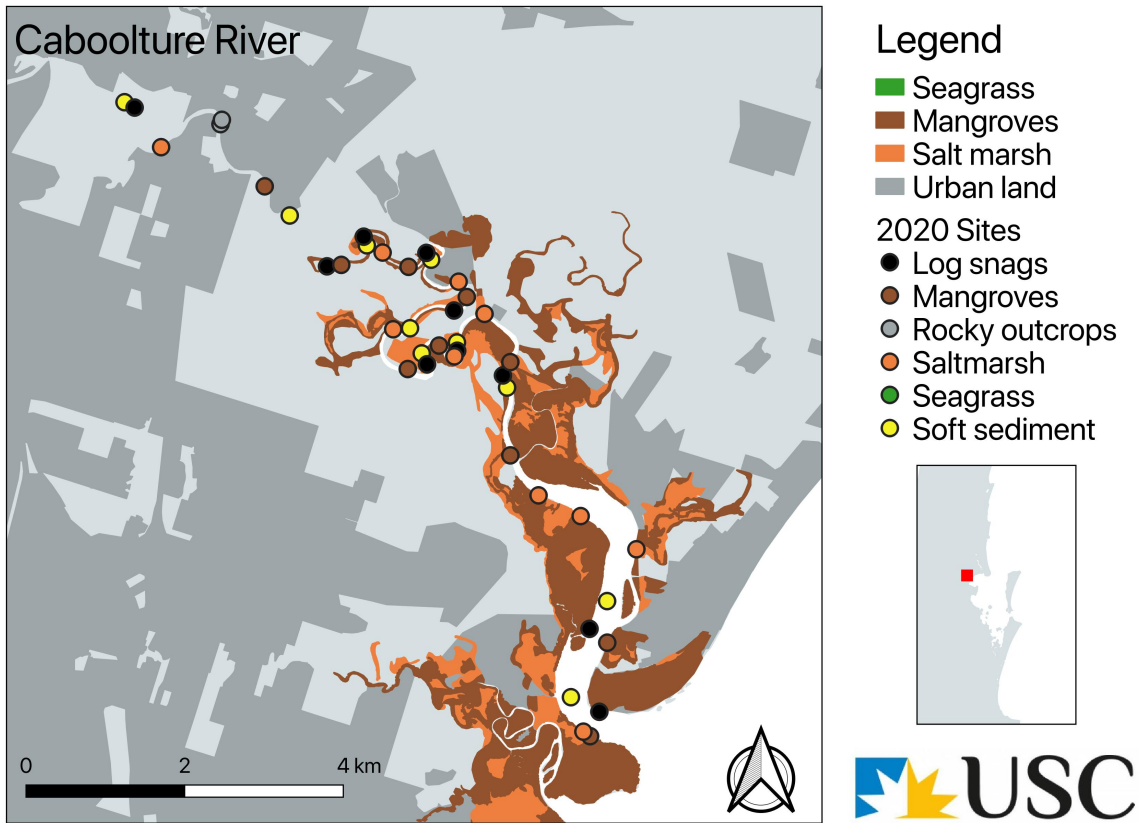 Caboolture River
Legend
Seagrass
Mangroves
Salt marsh
Urban land
2020 Sites
Log snags
Mangroves
Rocky outcrops
Saltmarsh
Seagrass
Soft sediment
0 2 4 km
USC